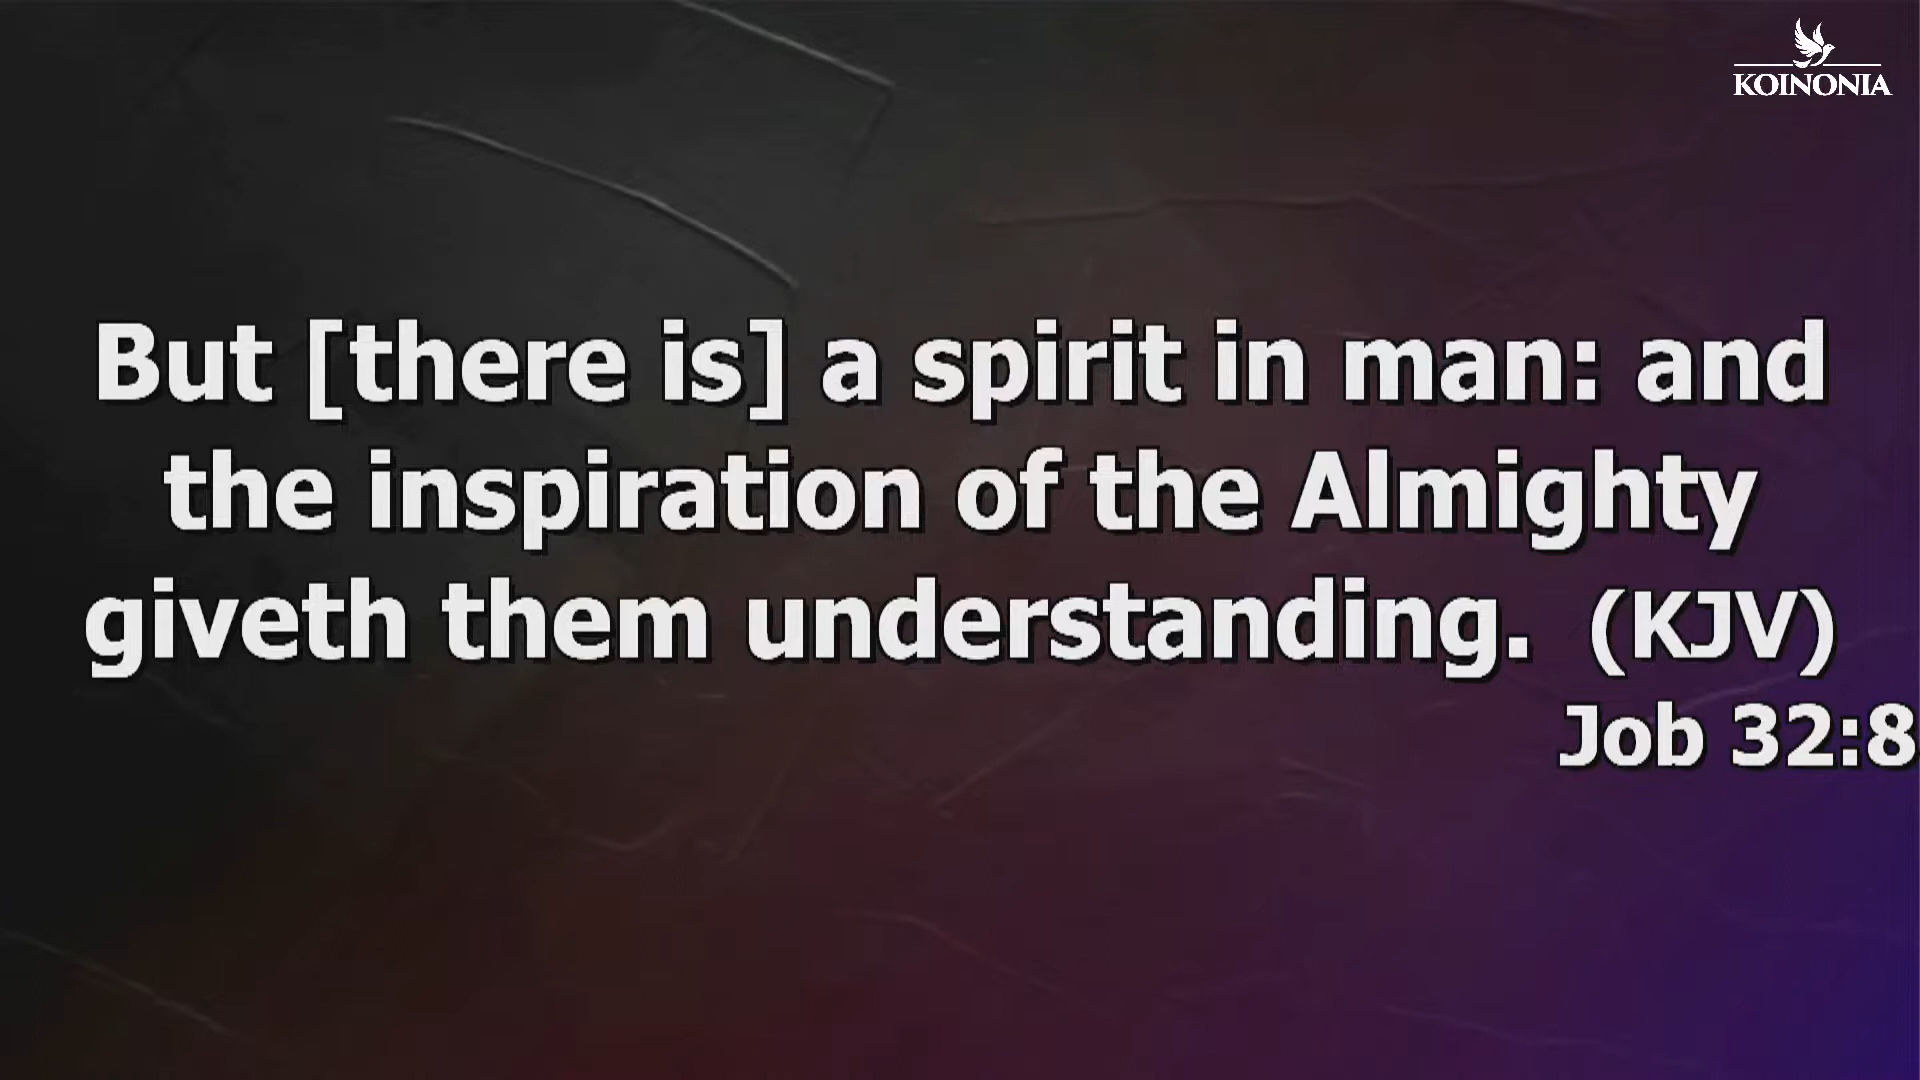 KOINONIA
But [there is] a spirit in man: and
the inspiration of the Almighty
giveth them understanding. (KJV)
Job 32:8